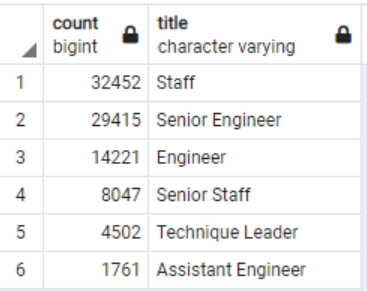 count title
bigint character varying
1 32452 Staff
2 29415 Senior Engineer
3 14221 Engineer
4 8047 Senior Staff
5 4502 Technique Leader
6 1761 Assistant Engineer